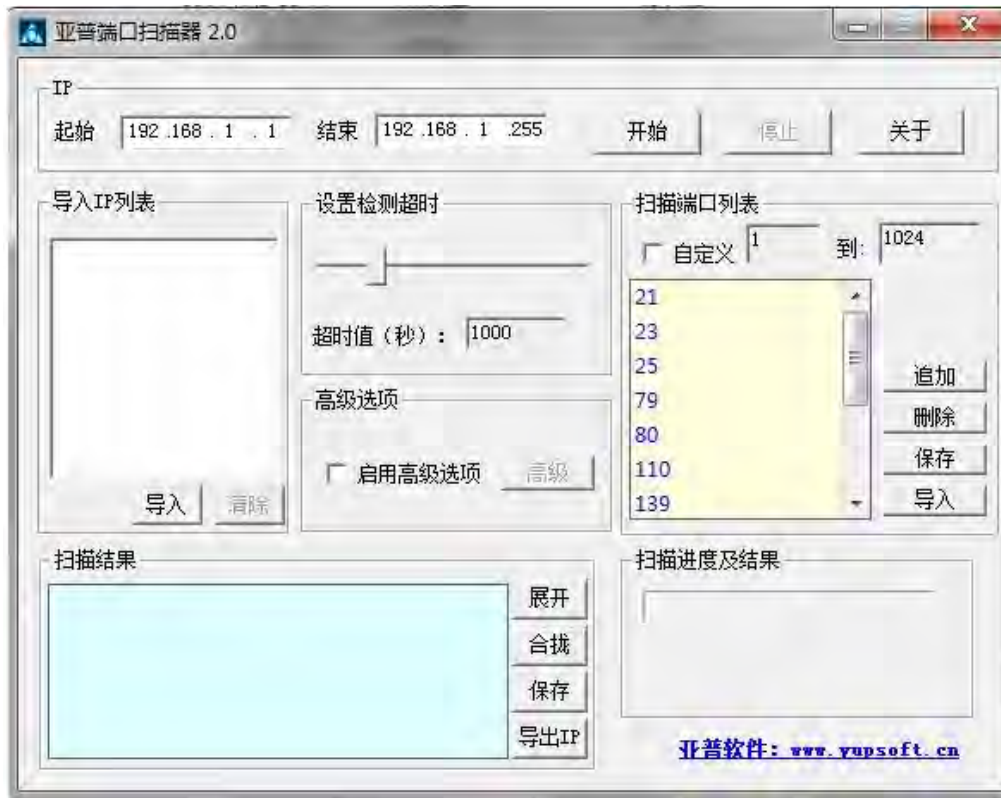 亚普端口扫描器 2.0
IP
起始 192 .168 . 1 . 1 结束 192 .168 . 1 .255 开始 停止 关于
导入IP列表
导入 清除
设置检测超时
超时值（秒）： 1000
高级选项
启用高级选项 高级
扫描端口列表
自定义 1 到: 1024
21
23
25
79
80
110
139
追加
删除
保存
导入
扫描结果
展开
合拢
保存
导出IP
扫描进度及结果
亚普软件：www.yupsoft.cn